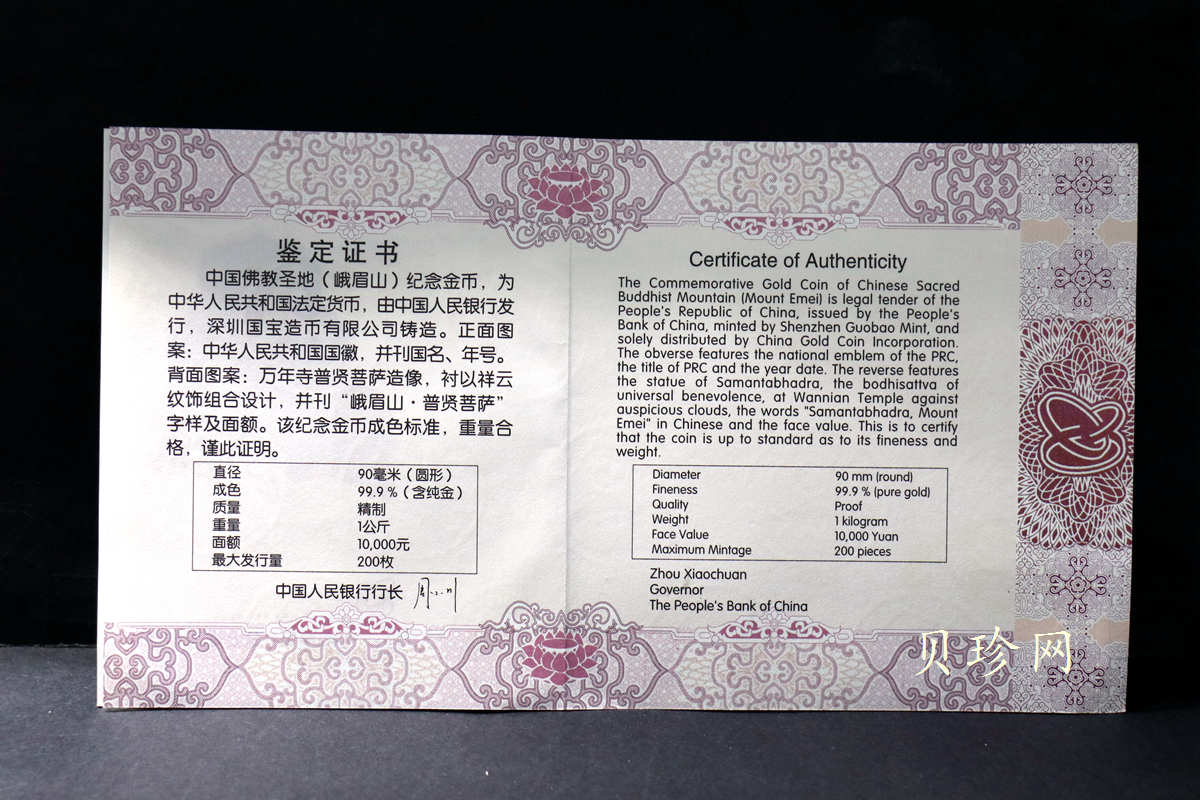 鉴定证书
中国佛教圣地（峨眉山）纪念金币，为
中华人民共和国法定货币，由中国人民银行发
行，深圳国宝造币有限公司铸造。正面图
案：中华人民共和国国徽，并刊国名、年号。
背面图案：万年寺普贤菩萨造像，衬以祥云
纹饰组合设计，并刊“峨眉山·普贤菩萨”
字样及面额。该纪念金币成色标准，重量合
格，谨此证明。
直径 90毫米（圆形）
成色 99.9％（含纯金）
质量 精制
重量 1公斤
面额 10,000元
最大发行量 200枚
中国人民银行行长
Certificate of Authenticity
The Commemorative Gold Coin of Chinese Sacred
Buddhist Mountain (Mount Emei) is legal tender of the
People's Republic of China, issued by the People's
Bank of China, minted by Shenzhen Guobao Mint, and
solely distributed by China Gold Coin Incorporation.
The obverse features the national emblem of the PRC,
the title of PRC and the year date. The reverse features
the statue of Samantabhadra, the bodhisattva of
universal benevolence, at Wannian Temple against
auspicious clouds, the words "Samantabhadra, Mount
Emei" in Chinese and the face value. This is to certify
that the coin is up to standard as to its fineness and
weight.
Diameter 90 mm (round)
Fineness 99.9 % (pure gold)
Quality Proof
Weight 1 kilogram
Face Value 10,000 Yuan
Maximum Mintage 200 pieces
Zhou Xiaochuan
Governor
The People's Bank of China
贝珍网